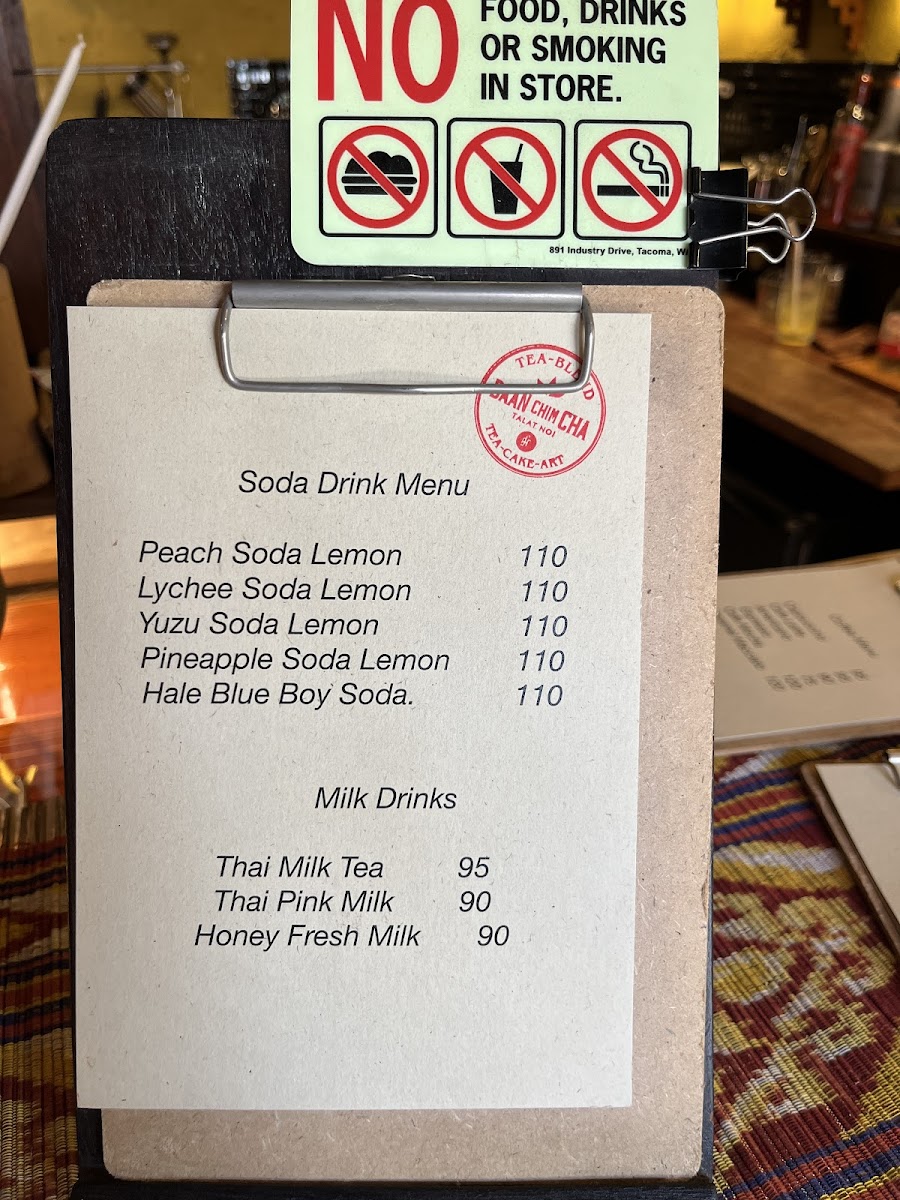 NO
FOOD, DRINKS
OR SMOKING
IN STORE.
891 Industry Drive, Tacoma,
TEA-BLEND
BAAN CHIM CHA
TALAT NOI
TEA-CAKE-ART
Soda Drink Menu
Peach Soda Lemon 110
Lychee Soda Lemon 110
Yuzu Soda Lemon 110
Pineapple Soda Lemon 110
Hale Blue Boy Soda. 110
Milk Drinks
Thai Milk Tea 95
Thai Pink Milk 90
Honey Fresh Milk 90